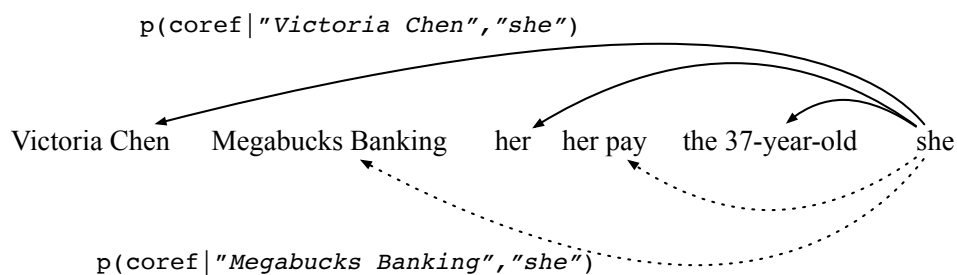 p(coref|"Victoria Chen","she")
Victoria Chen Megabucks Banking her her pay the 37-year-old she
p(coref|"Megabucks Banking","she")